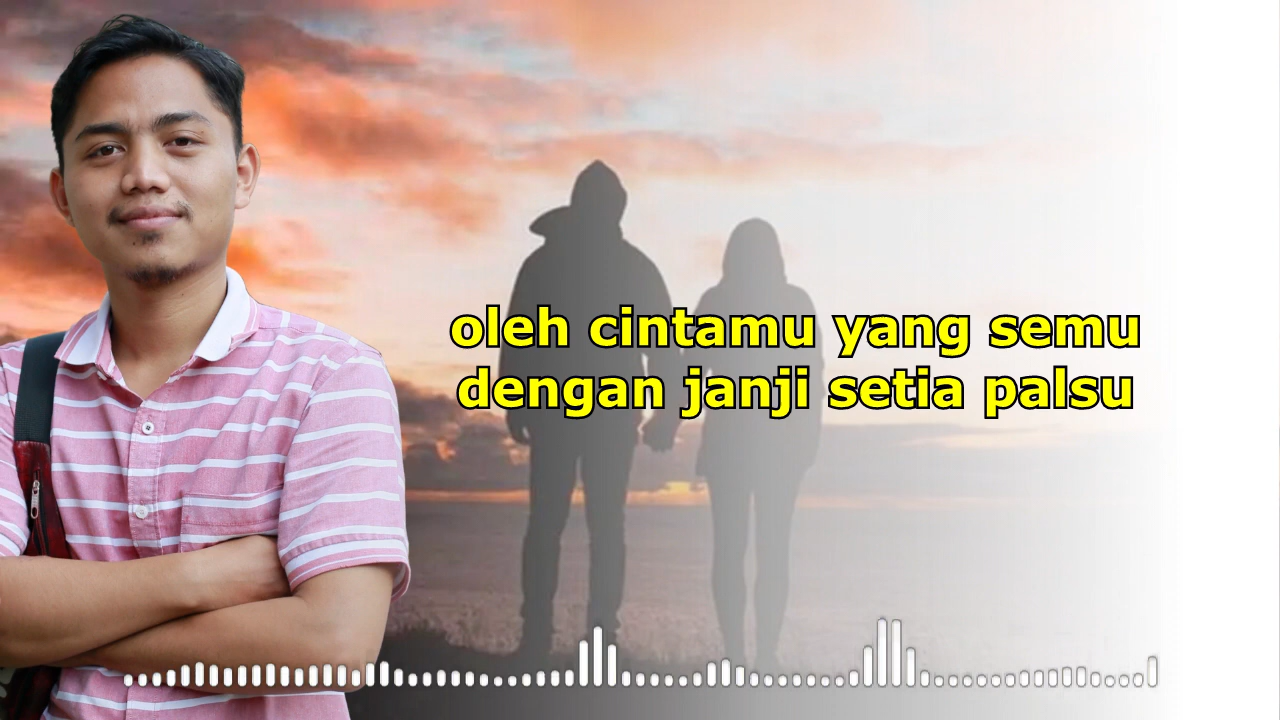 oleh cintamu yang semu
dengan janji setia palsu